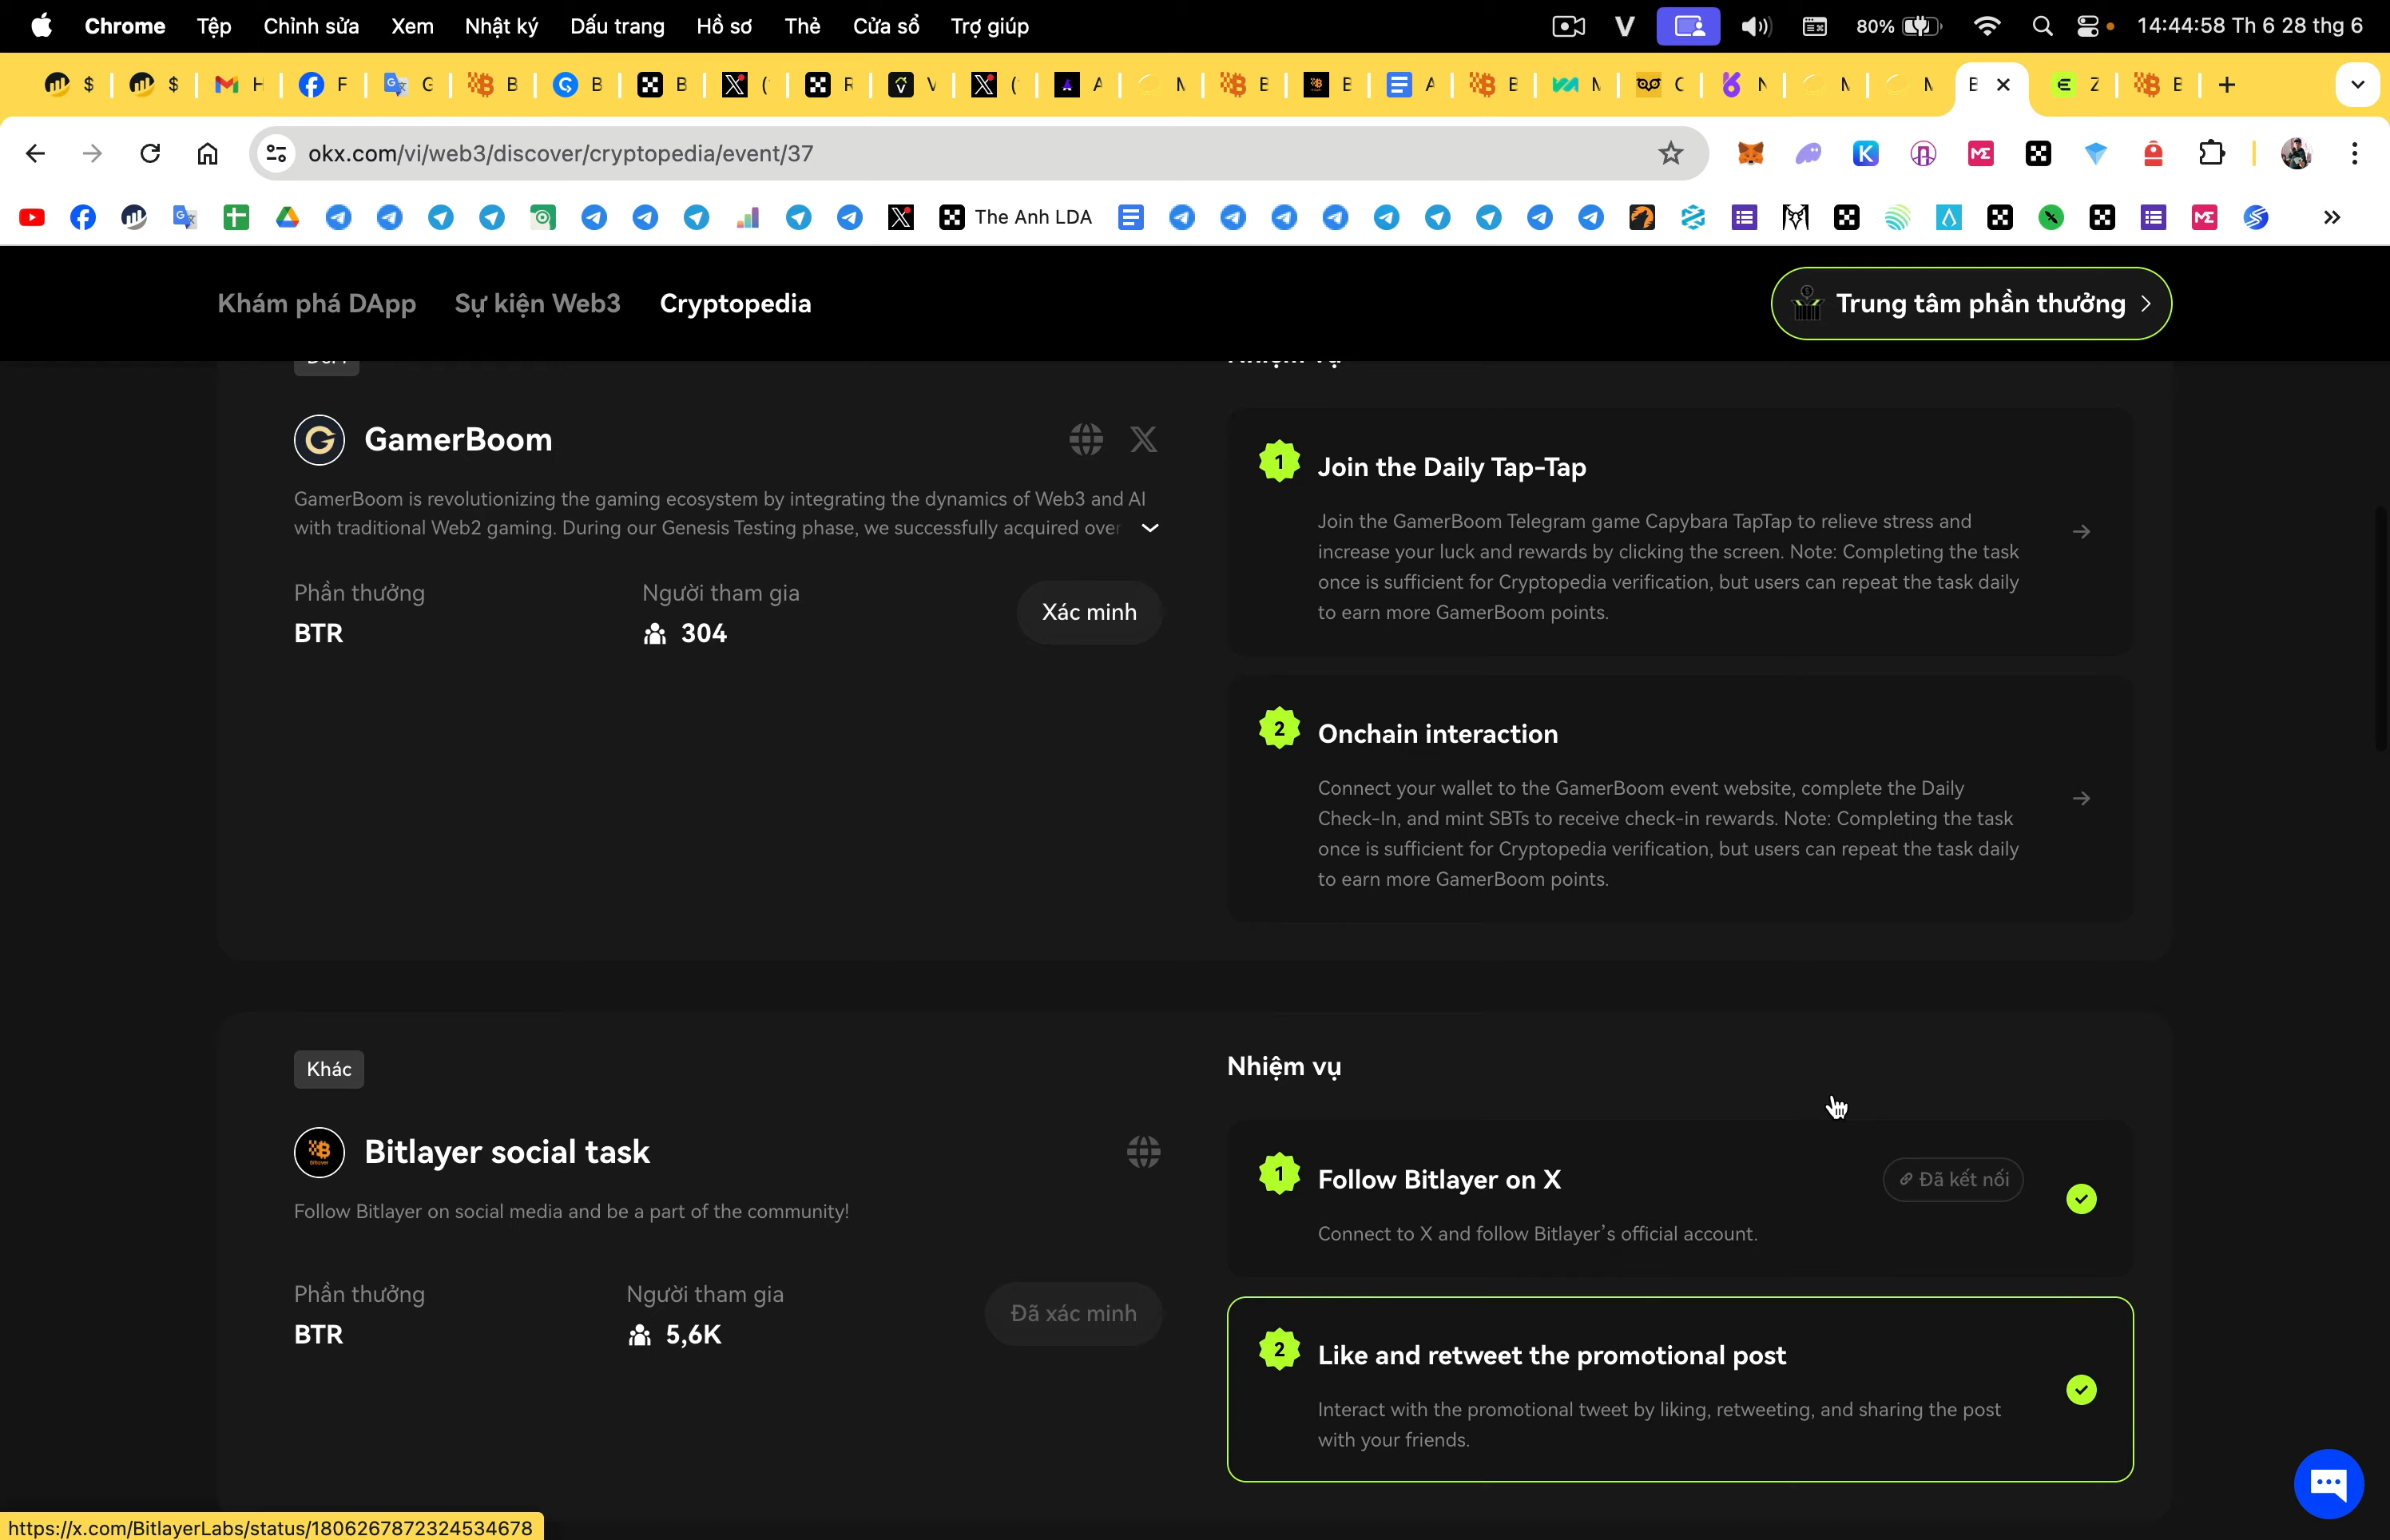 Chrome Tệp Chỉnh sửa Xem Nhật ký Dấu trang Hồ sơ Thẻ Cửa sổ Trợ giúp 80% 14:44:58 Th 6 28 thg 6
okx.com/vi/web3/discover/cryptopedia/event/37
The Anh LDA
Khám phá DApp Sự kiện Web3 Cryptopedia Trung tâm phần thưởng
GamerBoom
GamerBoom is revolutionizing the gaming ecosystem by integrating the dynamics of Web3 and AI
with traditional Web2 gaming. During our Genesis Testing phase, we successfully acquired over
Phần thưởng
BTR
Người tham gia
304
Xác minh
1 Join the Daily Tap-Tap
Join the GamerBoom Telegram game Capybara TapTap to relieve stress and
increase your luck and rewards by clicking the screen. Note: Completing the task
once is sufficient for Cryptopedia verification, but users can repeat the task daily
to earn more GamerBoom points.
2 Onchain interaction
Connect your wallet to the GamerBoom event website, complete the Daily
Check-In, and mint SBTs to receive check-in rewards. Note: Completing the task
once is sufficient for Cryptopedia verification, but users can repeat the task daily
to earn more GamerBoom points.
Khác
Bitlayer social task
Follow Bitlayer on social media and be a part of the community!
Phần thưởng
BTR
Người tham gia
5,6K
Đã xác minh
Nhiệm vụ
1 Follow Bitlayer on X
Đã kết nối
Connect to X and follow Bitlayer's official account.
2 Like and retweet the promotional post
Interact with the promotional tweet by liking, retweeting, and sharing the post
with your friends.
https://x.com/BitlayerLabs/status/1806267872324534678